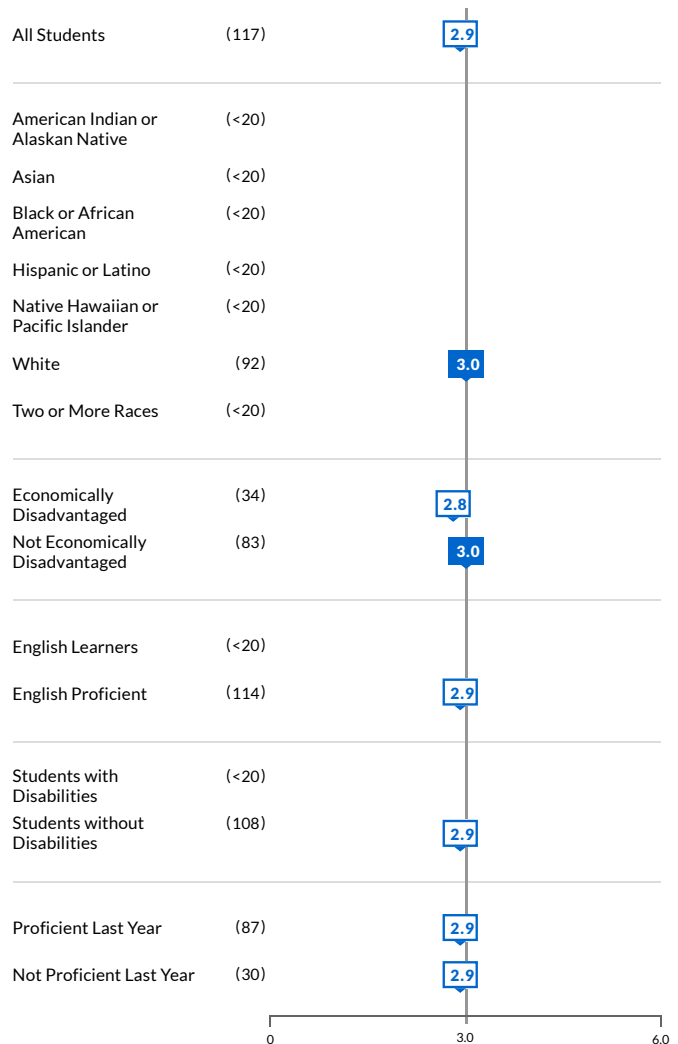 All Students (117) 2.9
American Indian or (<20)
Alaskan Native
Asian (<20)
Black or African (<20)
American
Hispanic or Latino (<20)
Native Hawaiian or (<20)
Pacific Islander
White (92) 3.0
Two or More Races (<20)
Economically (34) 2.8
Disadvantaged
Not Economically (83) 3.0
Disadvantaged
English Learners (<20)
English Proficient (114) 2.9
Students with (<20)
Disabilities
Students without (108) 2.9
Disabilities
Proficient Last Year (87) 2.9
Not Proficient Last Year (30) 2.9
0 3.0 6.0